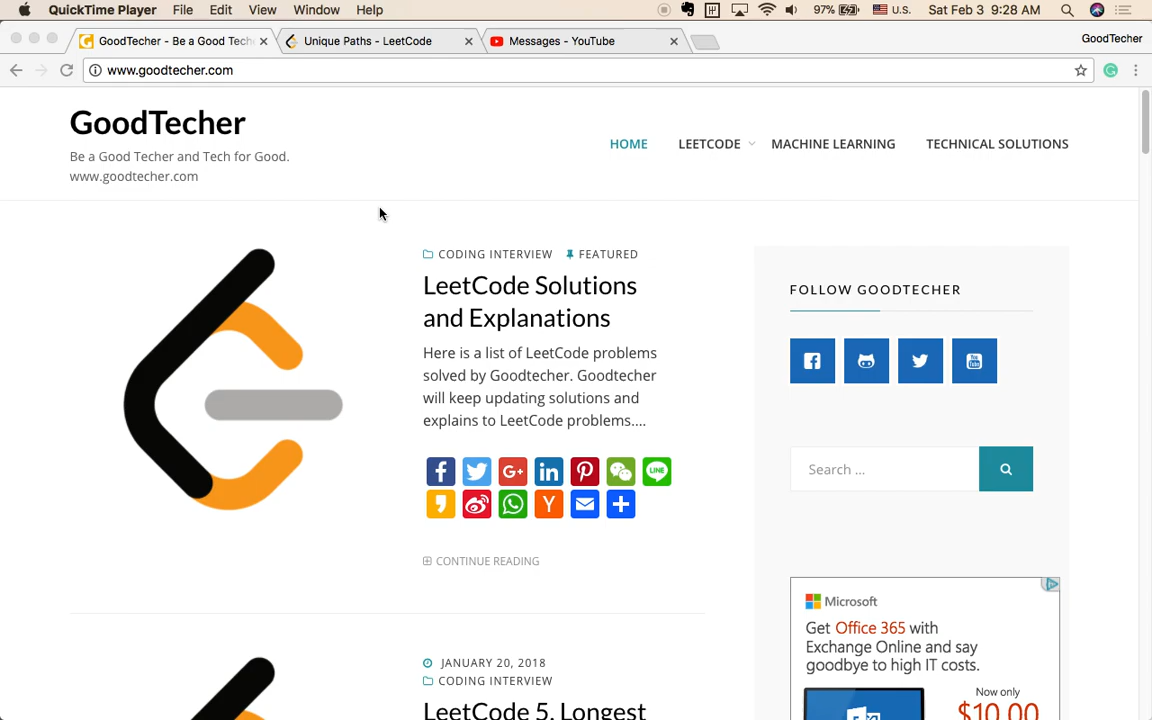 QuickTime Player File Edit View Window Help 97% U.S. Sat Feb 3 9:28 AM
GoodTecher - Be a Good Tech Unique Paths - LeetCode Messages - YouTube GoodTecher
www.goodtecher.com
GoodTecher
Be a Good Techer and Tech for Good.
www.goodtecher.com
HOME LEETCODE MACHINE LEARNING TECHNICAL SOLUTIONS
CODING INTERVIEW FEATURED
LeetCode Solutions
and Explanations
Here is a list of LeetCode problems
solved by Goodtecher. Goodtecher
will keep updating solutions and
explains to LeetCode problems....
G+ in LINE
Y
CONTINUE READING
JANUARY 20, 2018
CODING INTERVIEW
LeetCode 5. Longest
FOLLOW GOODTECHER
You Tube
Search ...
Microsoft
Get Office 365 with
Exchange Online and say
goodbye to high IT costs.
Now only
$10.00